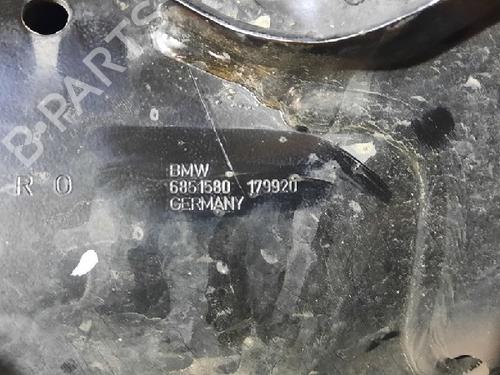 B-PARTS
R O
BMW
6851580 179920
GERMANY